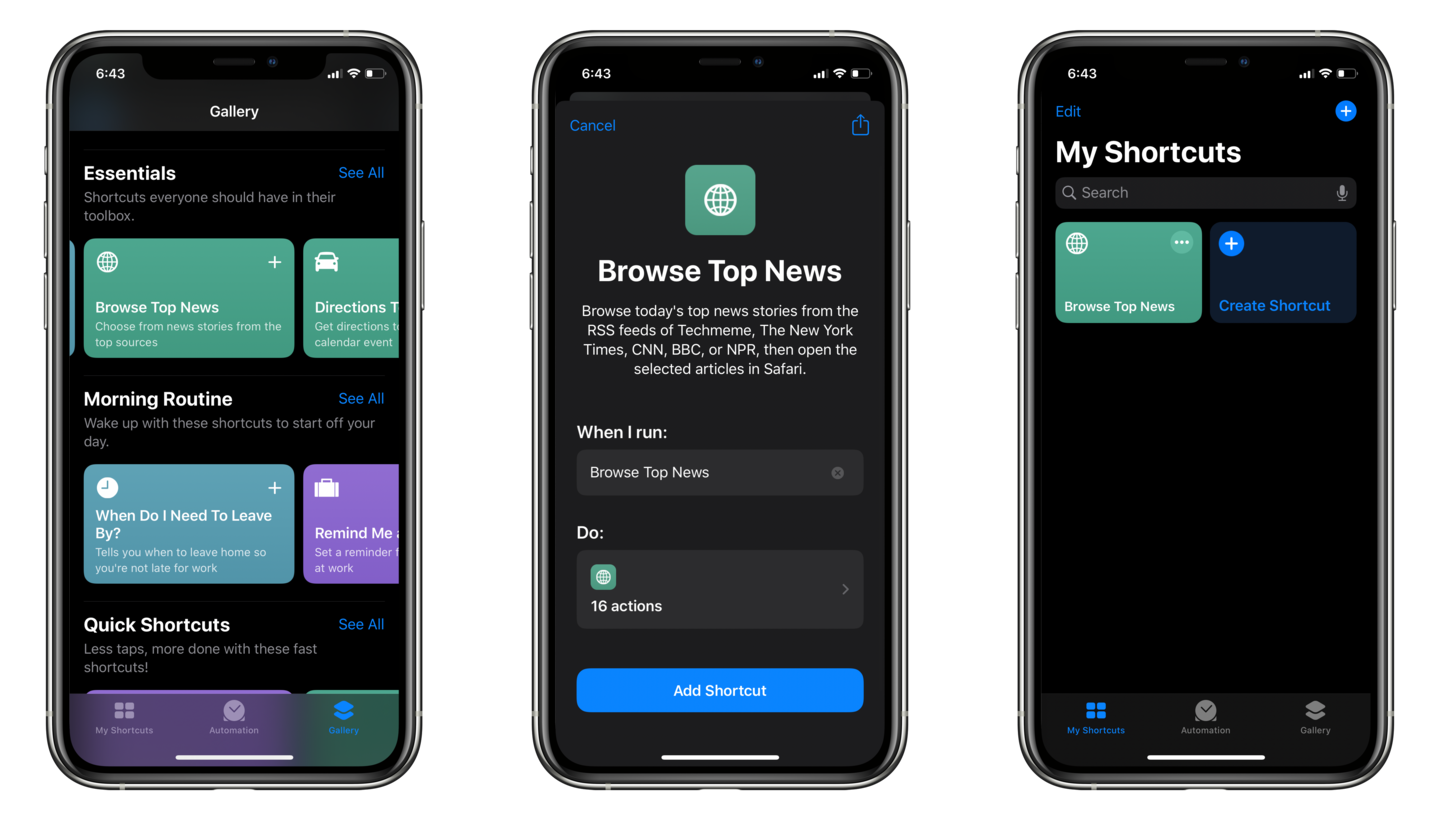 6:43
Gallery
Essentials
See All
Shortcuts everyone should have in their
toolbox.
Browse Top News
Choose from news stories from the
top sources
Directions T
Get directions to
calendar event
Morning Routine
See All
Wake up with these shortcuts to start off your
day.
When Do I Need To Leave
By?
Tells you when to leave home so
you're not late for work
Remind Me a
Set a reminder f
at work
Quick Shortcuts
See All
Less taps, more done with these fast
shortcuts!
My Shortcuts
Automation
Gallery
6:43
Cancel
Browse Top News
Browse today's top news stories from the
RSS feeds of Techmeme, The New York
Times, CNN, BBC, or NPR, then open the
selected articles in Safari.
When I run:
Browse Top News
Do:
16 actions
Add Shortcut
6:43
Edit
My Shortcuts
Search
Browse Top News
Create Shortcut
My Shortcuts
Automation
Gallery